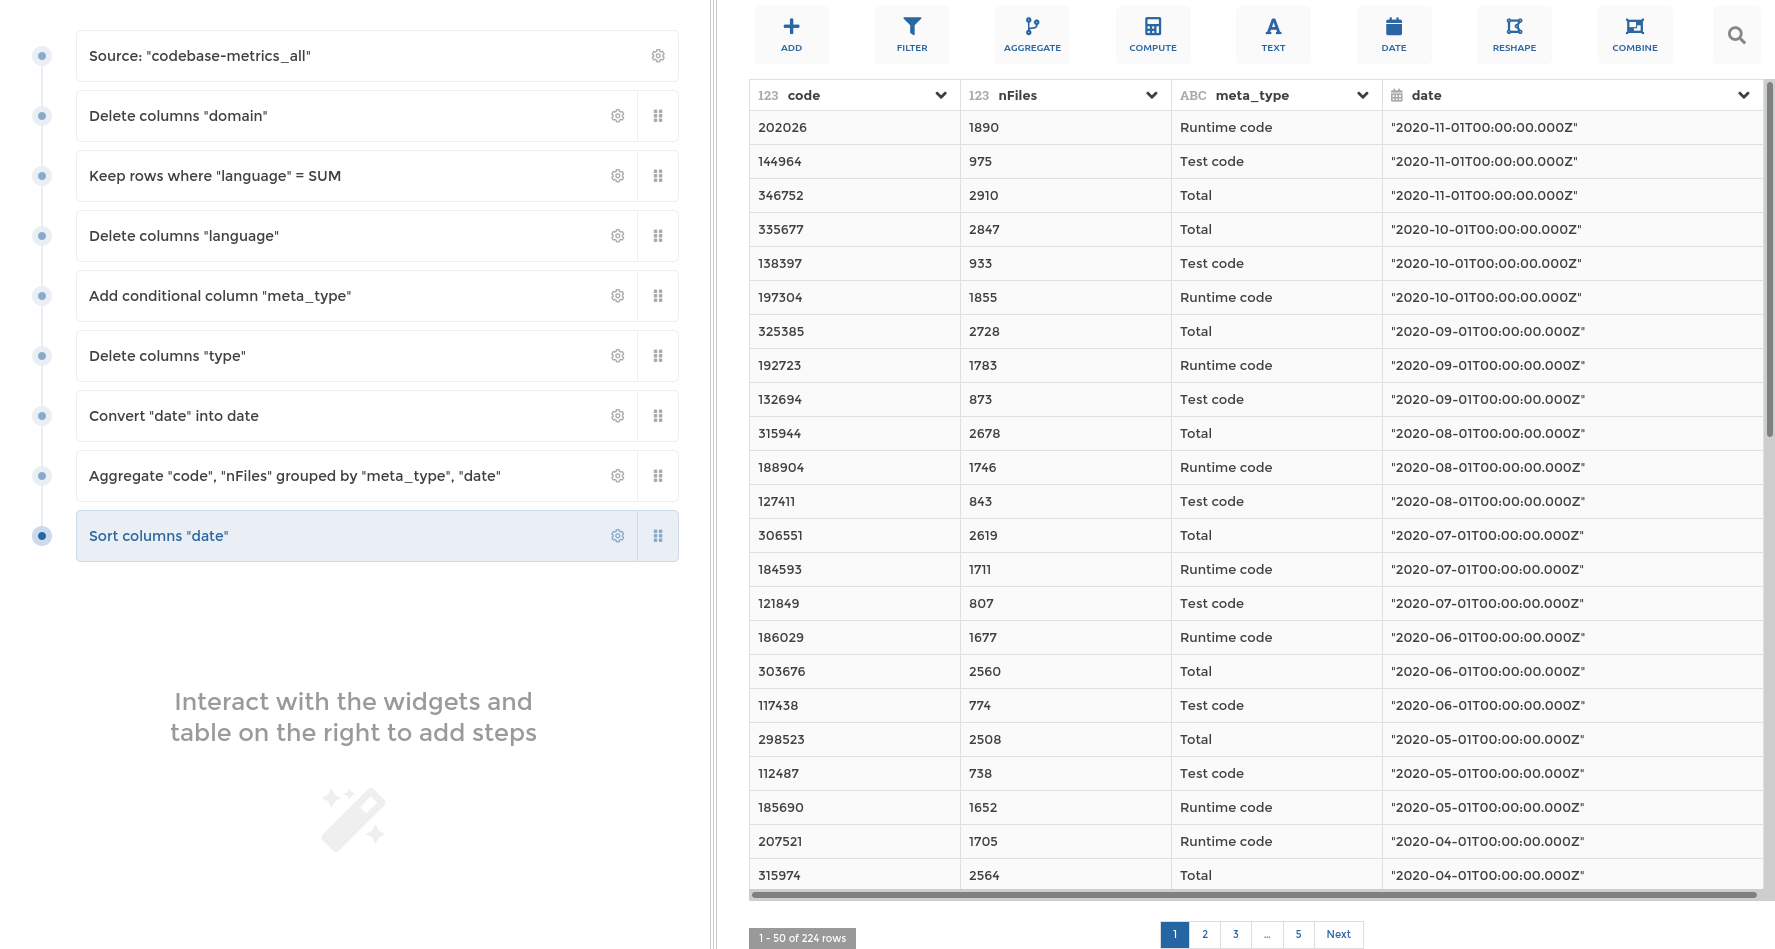 Source: "codebase-metrics_all"
Delete columns "domain"
Keep rows where "language" = SUM
Delete columns "language"
Add conditional column "meta_type"
Delete columns "type"
Convert "date" into date
Aggregate "code", "nFiles" grouped by "meta_type", "date"
Sort columns "date"
Interact with the widgets and
table on the right to add steps
ADD FILTER AGGREGATE COMPUTE TEXT DATE RESHAPE COMBINE
123 code 123 nFiles ABC meta_type date
202026 1890 Runtime code "2020-11-01T00:00:00.000Z"
144964 975 Test code "2020-11-01T00:00:00.000Z"
346752 2910 Total "2020-11-01T00:00:00.000Z"
335677 2847 Total "2020-10-01T00:00:00.000Z"
138397 933 Test code "2020-10-01T00:00:00.000Z"
197304 1855 Runtime code "2020-10-01T00:00:00.000Z"
325385 2728 Total "2020-09-01T00:00:00.000Z"
192723 1783 Runtime code "2020-09-01T00:00:00.000Z"
132694 873 Test code "2020-09-01T00:00:00.000Z"
315944 2678 Total "2020-08-01T00:00:00.000Z"
188904 1746 Runtime code "2020-08-01T00:00:00.000Z"
127411 843 Test code "2020-08-01T00:00:00.000Z"
306551 2619 Total "2020-07-01T00:00:00.000Z"
184593 1711 Runtime code "2020-07-01T00:00:00.000Z"
121849 807 Test code "2020-07-01T00:00:00.000Z"
186029 1677 Runtime code "2020-06-01T00:00:00.000Z"
303676 2560 Total "2020-06-01T00:00:00.000Z"
117438 774 Test code "2020-06-01T00:00:00.000Z"
298523 2508 Total "2020-05-01T00:00:00.000Z"
112487 738 Test code "2020-05-01T00:00:00.000Z"
185690 1652 Runtime code "2020-05-01T00:00:00.000Z"
207521 1705 Runtime code "2020-04-01T00:00:00.000Z"
315974 2564 Total "2020-04-01T00:00:00.000Z"
1 - 50 of 224 rows 1 2 3 ... 5 Next